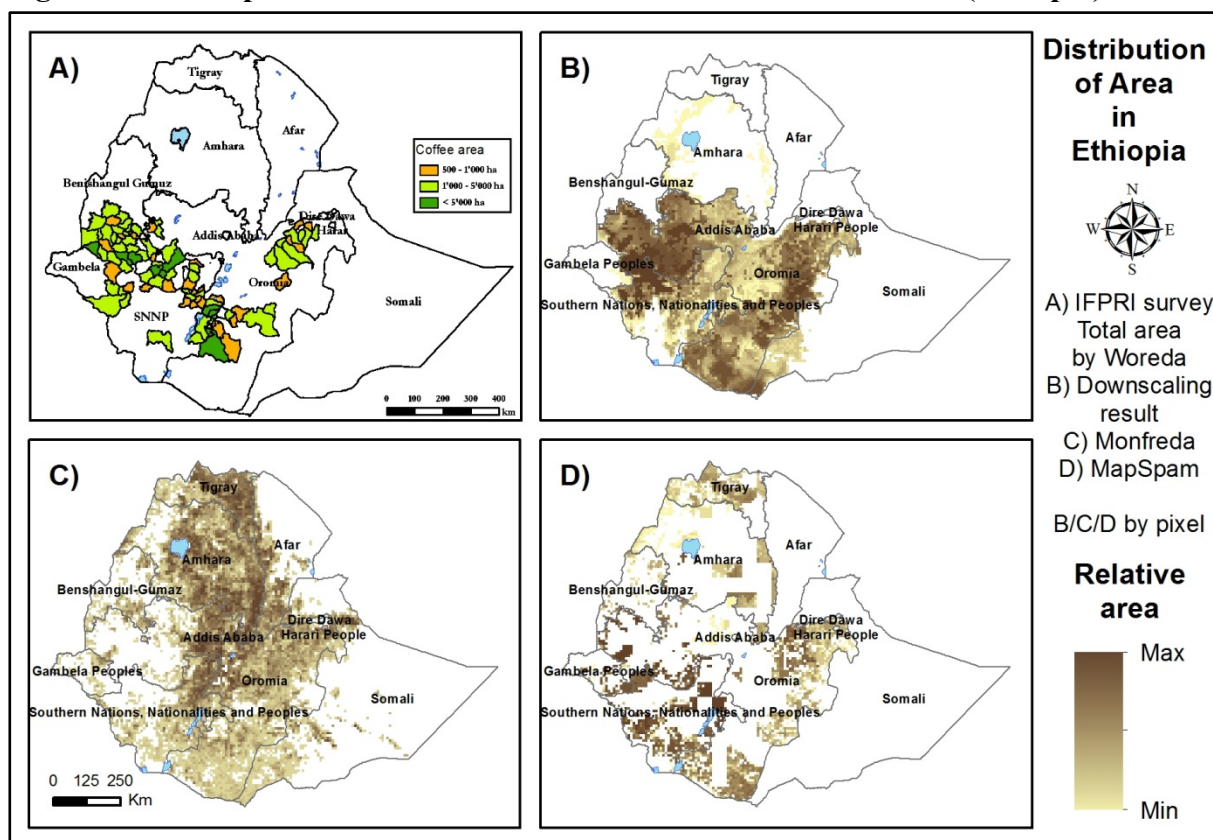 A)
Tigray
Afar
Amhara
Benishangul Gumuz
Dire Dawa
Harar
Addis Ababa
Gambela
Oromia
Somali
SNNP
Coffee area
500 - 1'000 ha
1'000 - 5'000 ha
< 5'000 ha
0 100 200 300 400
km
B)
Tigray
Afar
Amhara
Benshangul-Gumaz
Dire Dawa
Addis Ababa
Harari People
Gambela Peoples
Oromia
Somali
Southern Nations, Nationalities and Peoples
C)
Tigray
Afar
Amhara
Benshangul-Gumaz
Dire Dawa
Addis Ababa
Harari People
Gambela Peoples
Oromia
Somali
Southern Nations, Nationalities and Peoples
0 125 250
Km
D)
Tigray
Afar
Amhara
Benshangul-Gumaz
Dire Dawa
Addis Ababa
Harari People
Gambela Peoples
Oromia
Somali
Southern Nations, Nationalities and Peoples
Distribution
of Area
in
Ethiopia
N
W E
S
A) IFPRI survey
Total area
by Woreda
B) Downscaling
result
C) Monfreda
D) MapSpam
B/C/D by pixel
Relative
area
Max
Min